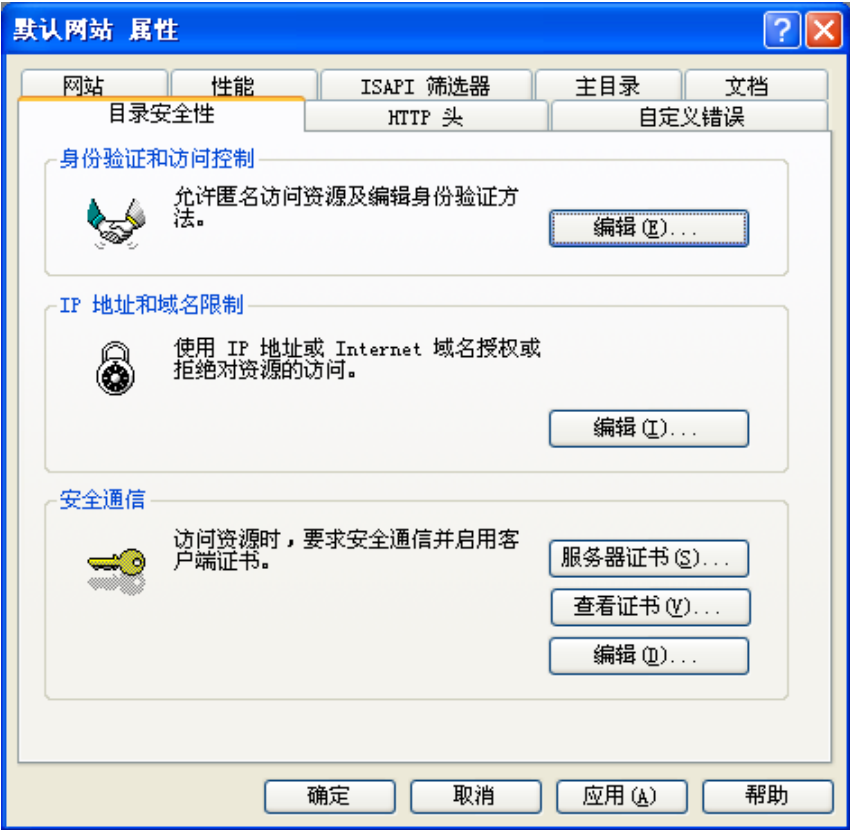 默认网站 属性
网站
性能
ISAPI 筛选器
主目录
文档
目录安全性
HTTP 头
自定义错误
身份验证和访问控制
允许匿名访问资源及编辑身份验证方
法。
编辑(E)...
IP 地址和域名限制
使用 IP 地址或 Internet 域名授权或
拒绝对资源的访问。
编辑(I)...
安全通信
访问资源时，要求安全通信并启用客
户端证书。
服务器证书(S)...
查看证书(V)...
编辑(D)...
确定
取消
应用(A)
帮助